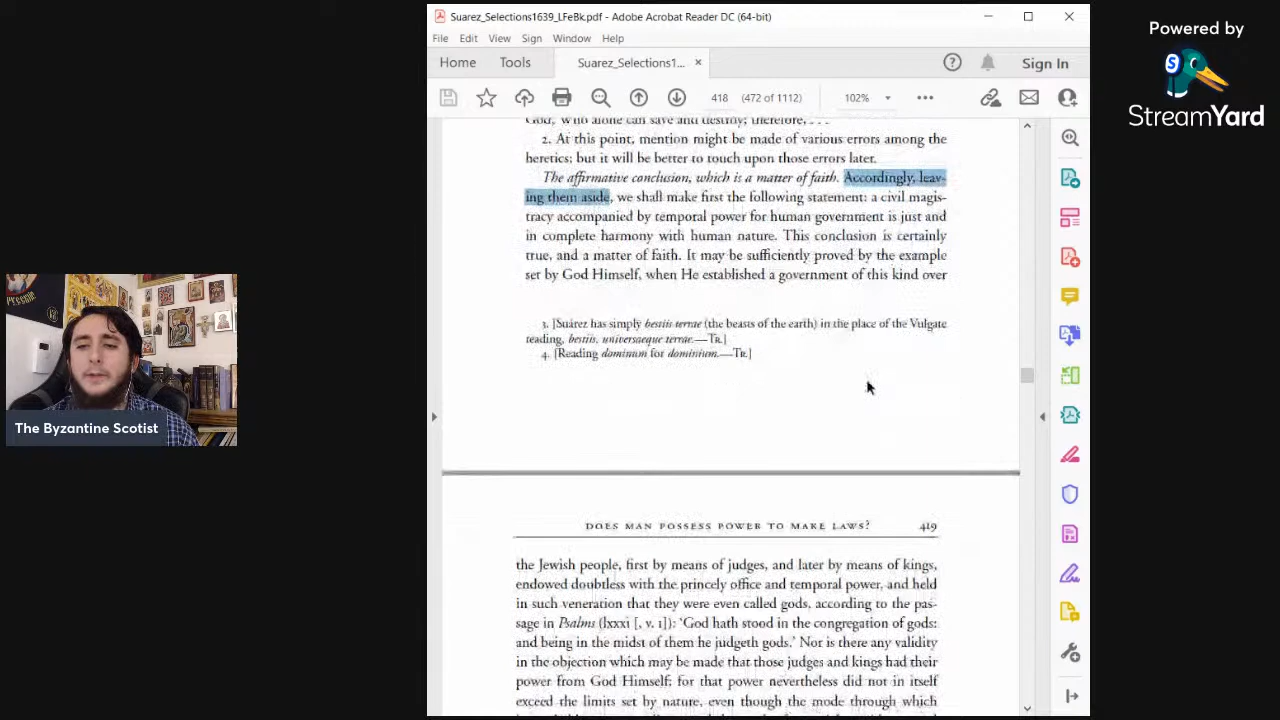 Suarez_Selections1639_LFeBk.pdf - Adobe Acrobat Reader DC (64-bit)
File Edit View Sign Window Help
Home Tools Suarez_Selections1... × Sign In
418 (472 of 1112) 102%
God, who alone can save and destroy; therefore, . . .
2. At this point, mention might be made of various errors among the
heretics; but it will be better to touch upon those errors later.
The affirmative conclusion, which is a matter of faith. Accordingly, leav-
ing them aside, we shall make first the following statement: a civil magis-
tracy accompanied by temporal power for human government is just and
in complete harmony with human nature. This conclusion is certainly
true, and a matter of faith. It may be sufficiently proved by the example
set by God Himself, when He established a government of this kind over
3. [Suárez has simply bestiis terrae (the beasts of the earth) in the place of the Vulgate
reading, bestiis, universaeque terrae.—Tr.]
4. [Reading dominum for dominium.—Tr.]
DOES MAN POSSESS POWER TO MAKE LAWS? 419
the Jewish people, first by means of judges, and later by means of kings,
endowed doubtless with the princely office and temporal power, and held
in such veneration that they were even called gods, according to the pas-
sage in Psalms (lxxxi [, v. 1]): 'God hath stood in the congregation of gods:
and being in the midst of them he judgeth gods.' Nor is there any validity
in the objection which may be made that those judges and kings had their
power from God Himself; for that power nevertheless did not in itself
exceed the limits set by nature, even though the mode through which
The Byzantine Scotist
Powered by
S
StreamYard